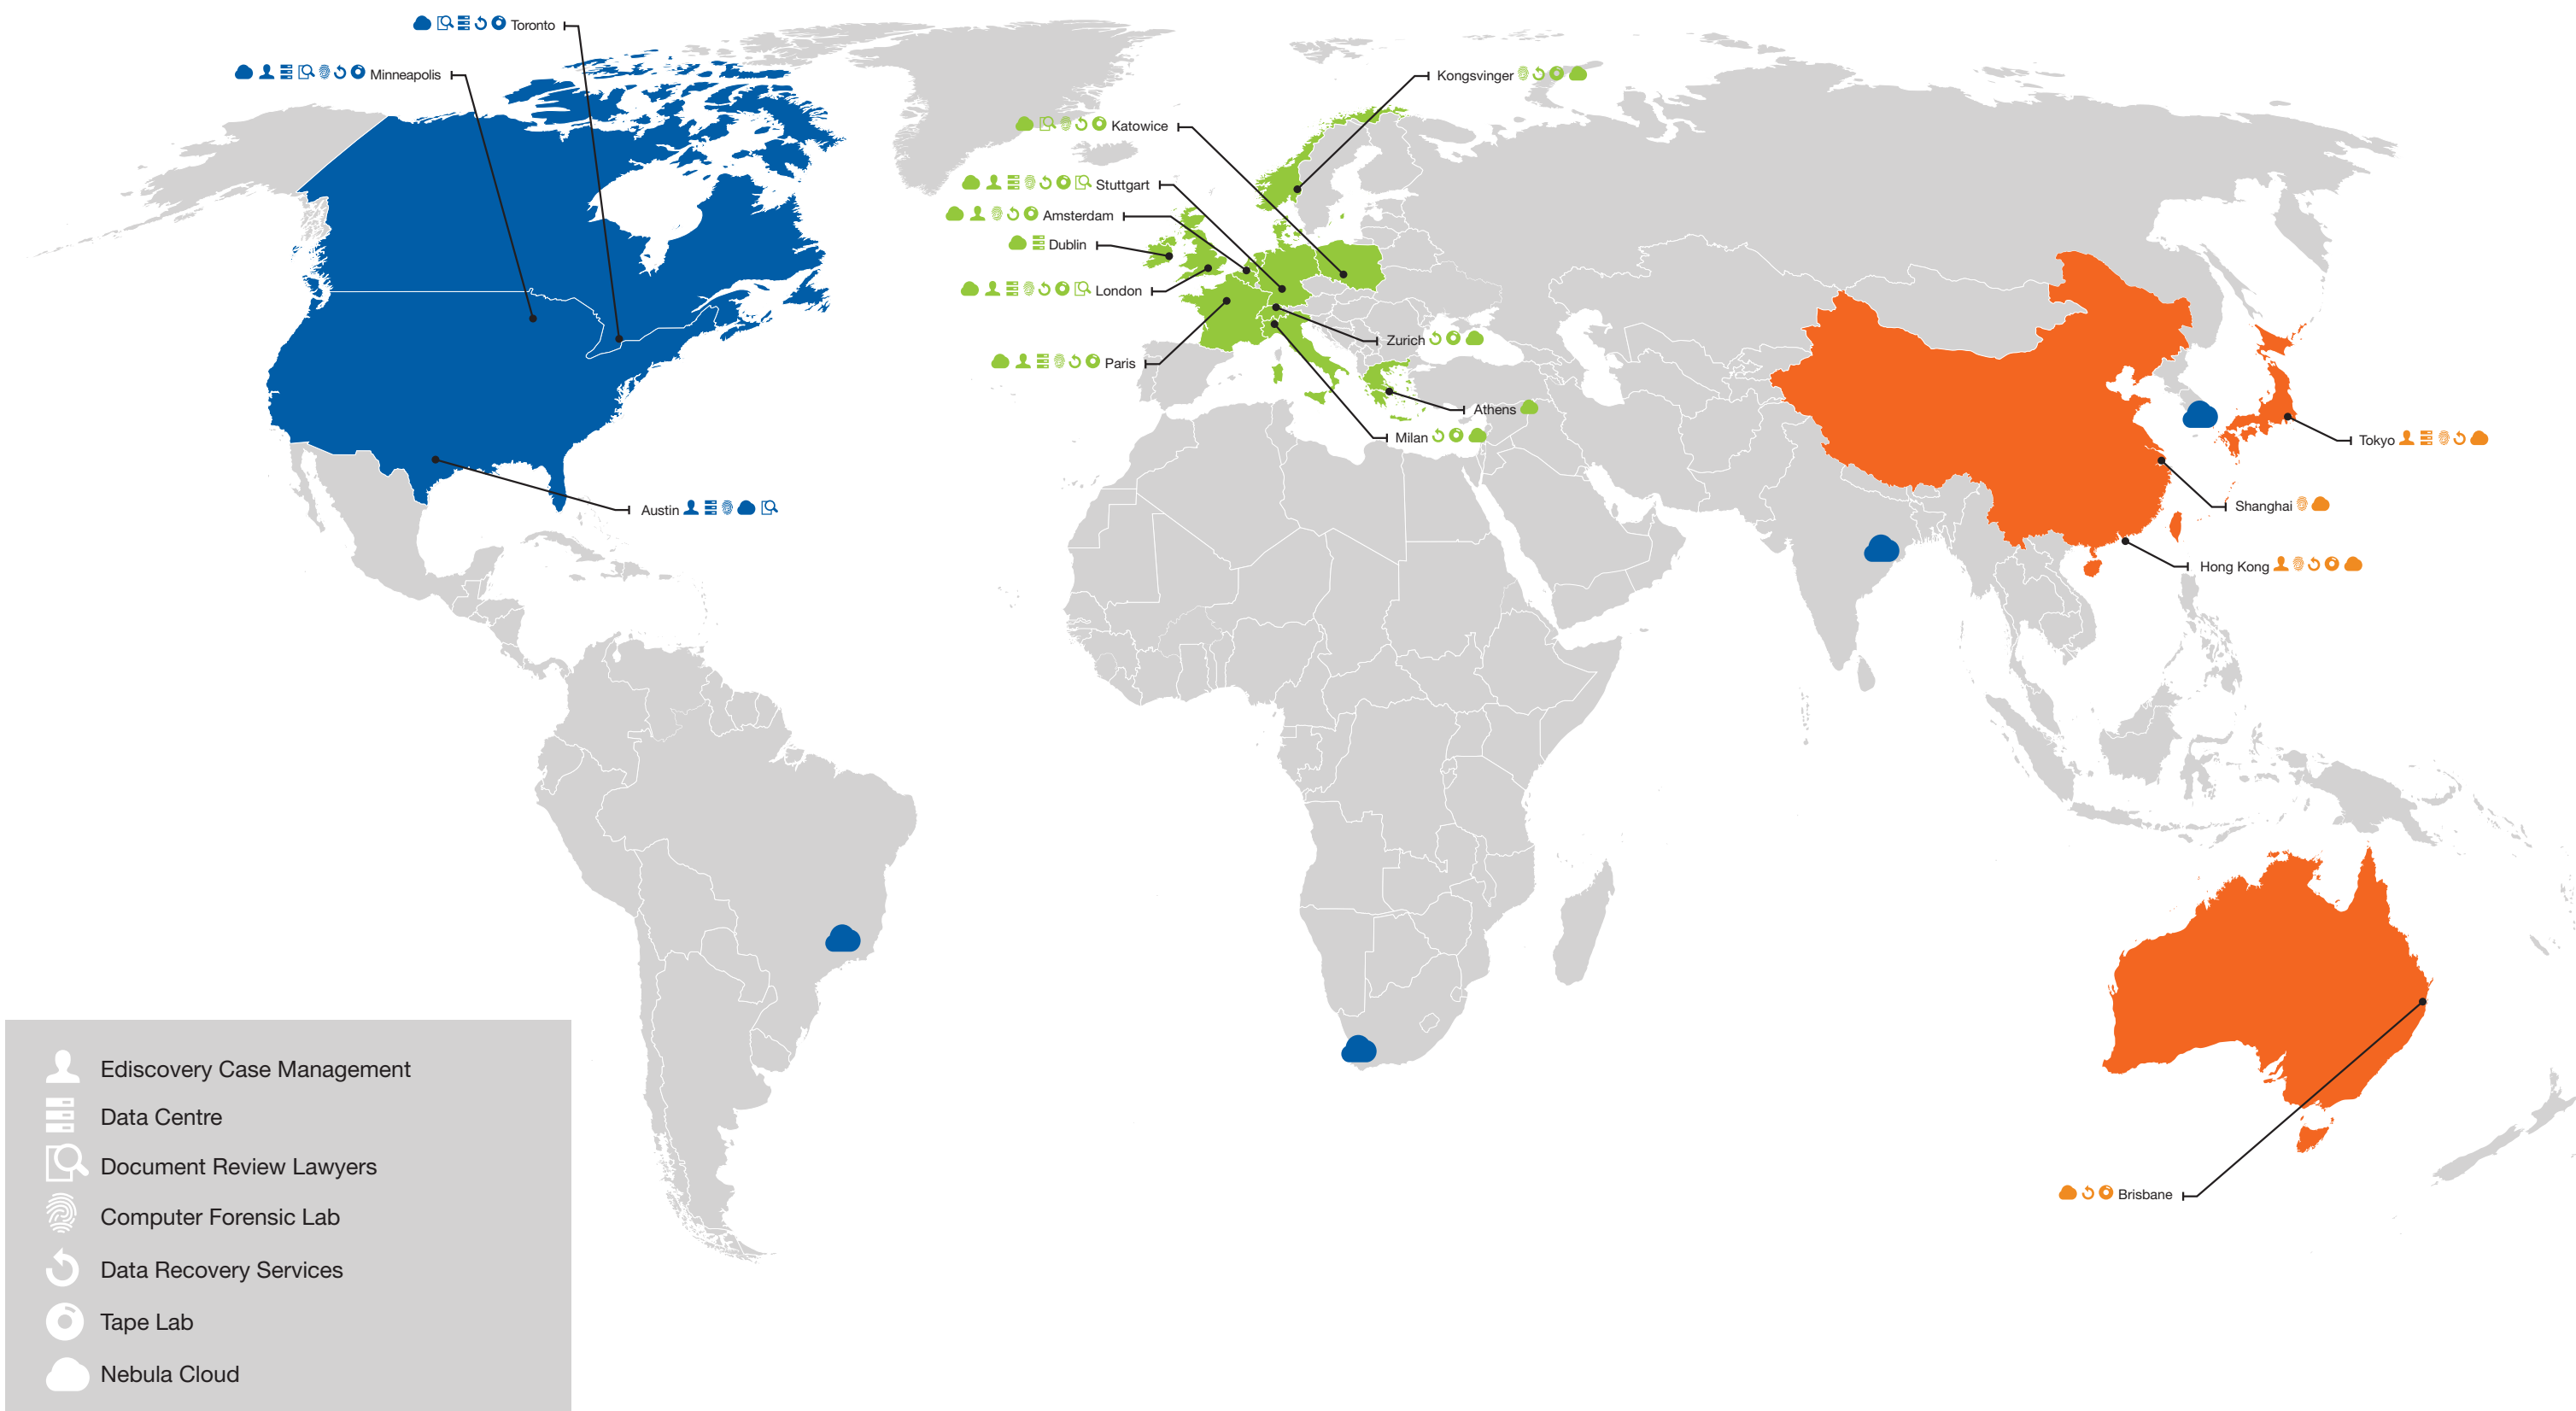 Toronto
Minneapolis
Kongsvinger
Katowice
Stuttgart
Amsterdam
Dublin
London
Zurich
Paris
Athens
Milan
Tokyo
Austin
Shanghai
Hong Kong
Brisbane
Ediscovery Case Management
Data Centre
Document Review Lawyers
Computer Forensic Lab
Data Recovery Services
Tape Lab
Nebula Cloud